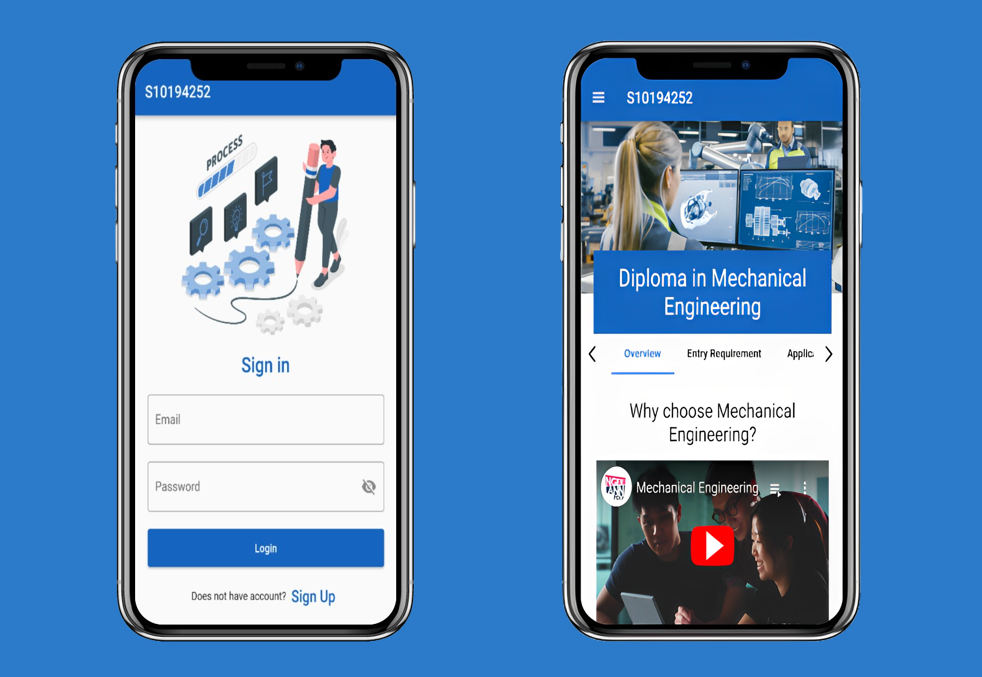 S10194252
PROCESS
Sign in
Email
Password
Login
Does not have account? Sign Up
S10194252
Diploma in Mechanical
Engineering
Overview
Entry Requirement
Applic
Why choose Mechanical
Engineering?
NGEE
ANN
Mechanical Engineering